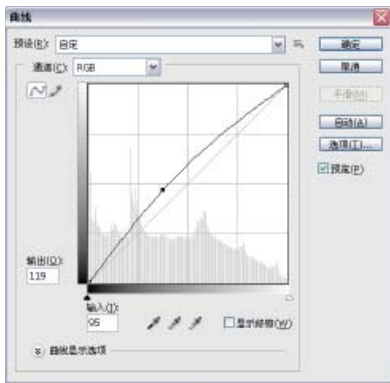 曲线
预设(R): 自定
确定
通道(C): RGB
取消
平滑(M)
自动(A)
选项(T)...
预览(P)
输出(O):
119
输入(I):
95
显示修剪(W)
曲线显示选项